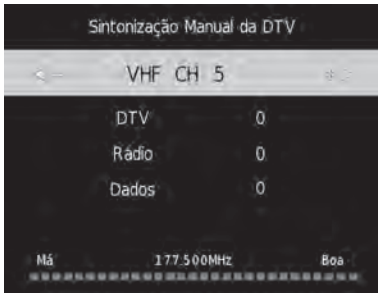 Sintonização Manual da DTV
VHF CH 5
DTV 0
Rádio 0
Dados 0
Má 177.500MHz Boa